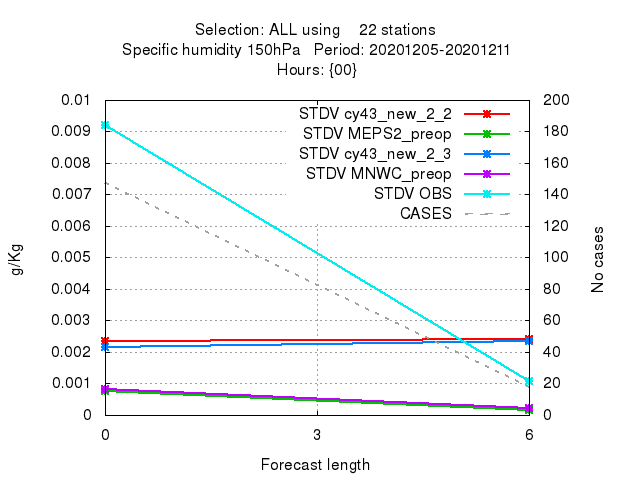 Selection: ALL using 22 stations
Specific humidity 150hPa Period: 20201205-20201211
Hours: {00}
0.01
0.009
0.008
0.007
0.006
0.005
0.004
0.003
0.002
0.001
0
200
180
160
140
120
100
80
60
40
20
0
STDV cy43_new_2_2
STDV MEPS2_preop
STDV cy43_new_2_3
STDV MNWC_preop
STDV OBS
CASES
g/Kg
No cases
0 3 6
Forecast length